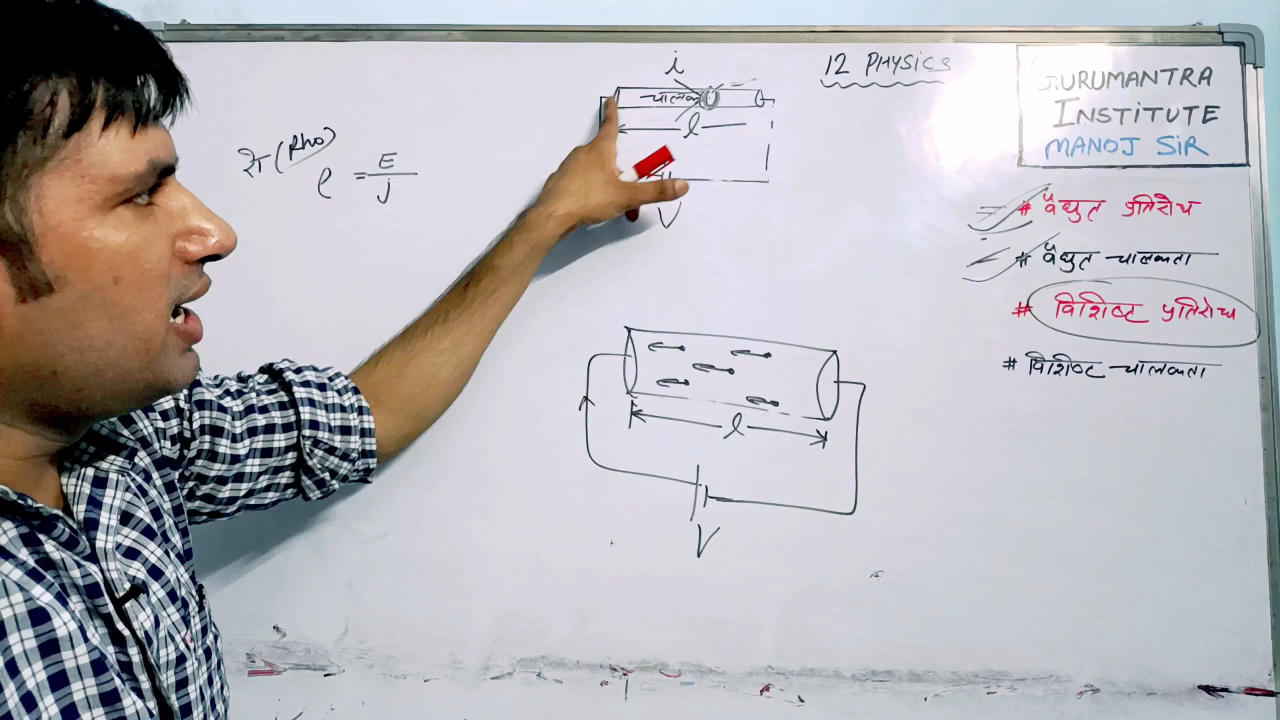 12 PHYSICS
GURUMANTRA
INSTITUTE
MANOJ SIR
i
चालक
l
V
रो (Rho)
ρ = E / J
# वैद्युत प्रतिरोध
# वैद्युत चालकता
# विशिष्ट प्रतिरोध
# विशिष्ट चालकता
l
V